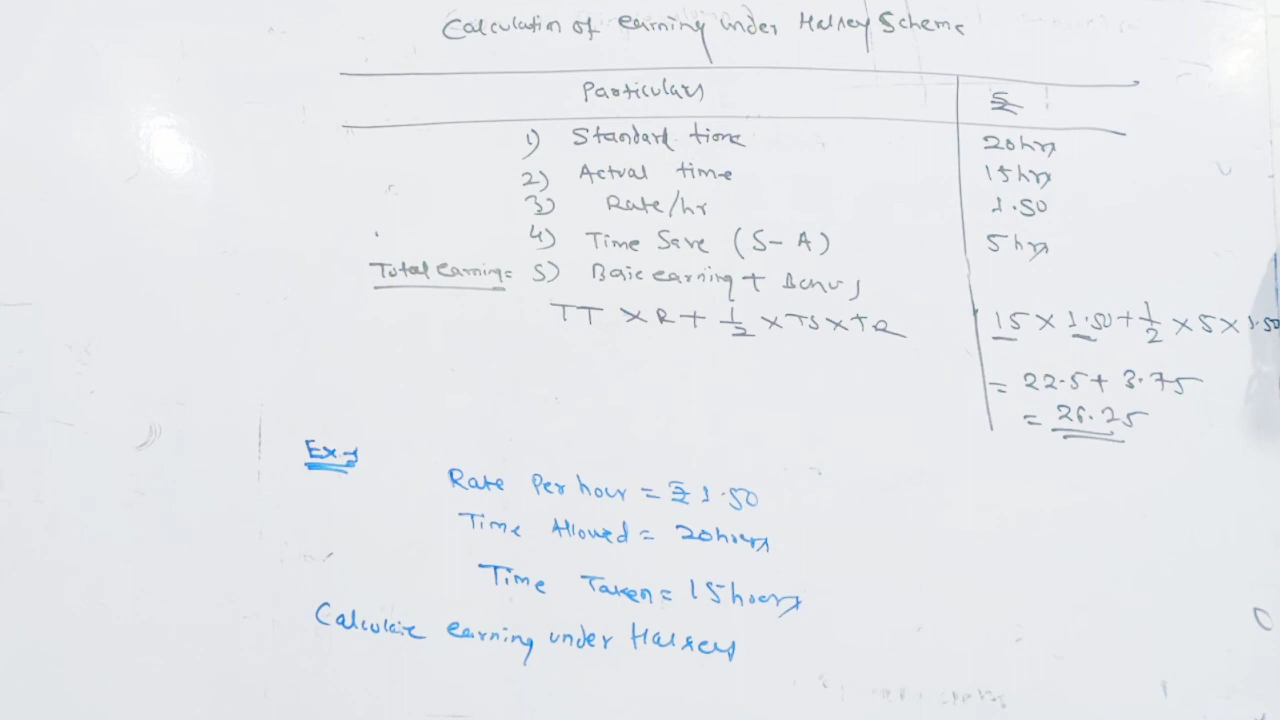 Calculation of earning under Halsey Scheme
Particulars ₹
1) Standard time 20hrs
2) Actual time 15hrs
3) Rate/hr 1.50
4) Time Save (S-A) 5hrs
Total earning = 5) Baic earning + Bonus
TT × R + 1/2 × TS × TR 15 × 1.50 + 1/2 × 5 × 1.50
= 22.5 + 3.75
= 26.25
Ex-1
Rate Per hour = ₹ 1.50
Time Allowed = 20hours
Time Taken = 15hours
Calculate earning under Halsey